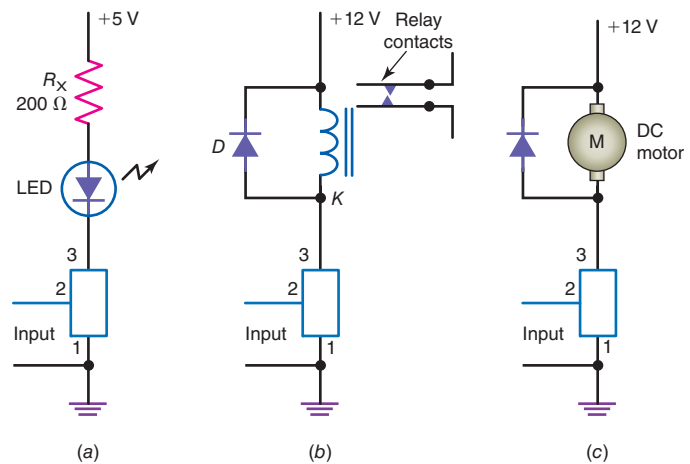 +5 V
R_X
200 Ω
LED
3
2
Input
1
(a)
+12 V
Relay
contacts
D
K
3
2
Input
1
(b)
+12 V
M
DC
motor
3
2
Input
1
(c)